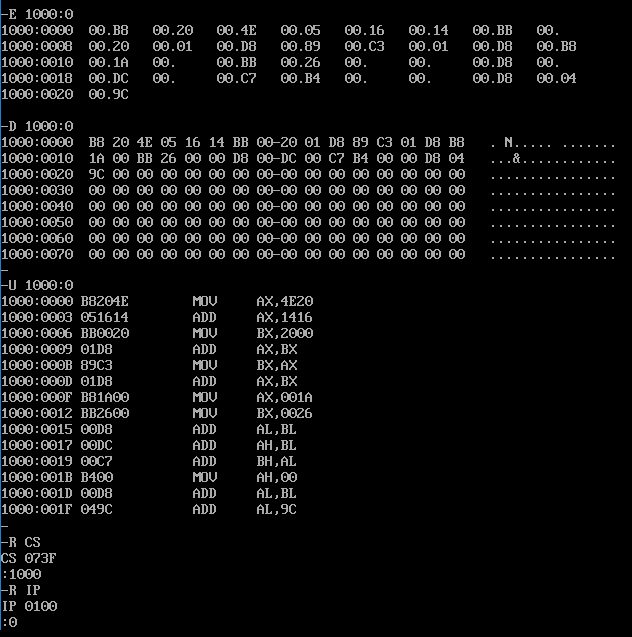 -E 1000:0
1000:0000  00.B8   00.20   00.4E   00.05   00.16   00.14   00.BB   00.
1000:0008  00.20   00.01   00.D8   00.89   00.C3   00.01   00.D8   00.B8
1000:0010  00.1A   00.     00.BB   00.26   00.     00.     00.D8   00.
1000:0018  00.DC   00.     00.C7   00.B4   00.     00.     00.D8   00.04
1000:0020  00.9C
-D 1000:0
1000:0000  B8 20 4E 05 16 14 BB 00-20 01 D8 89 C3 01 D8 B8   . N..... .......
1000:0010  1A 00 BB 26 00 00 D8 00-DC 00 C7 B4 00 00 D8 04   ...&............
1000:0020  9C 00 00 00 00 00 00 00-00 00 00 00 00 00 00 00   ................
1000:0030  00 00 00 00 00 00 00 00-00 00 00 00 00 00 00 00   ................
1000:0040  00 00 00 00 00 00 00 00-00 00 00 00 00 00 00 00   ................
1000:0050  00 00 00 00 00 00 00 00-00 00 00 00 00 00 00 00   ................
1000:0060  00 00 00 00 00 00 00 00-00 00 00 00 00 00 00 00   ................
1000:0070  00 00 00 00 00 00 00 00-00 00 00 00 00 00 00 00   ................
-
-U 1000:0
1000:0000 B8204E        MOV     AX,4E20
1000:0003 051614        ADD     AX,1416
1000:0006 BB0020        MOV     BX,2000
1000:0009 01D8          ADD     AX,BX
1000:000B 89C3          MOV     BX,AX
1000:000D 01D8          ADD     AX,BX
1000:000F B81A00        MOV     AX,001A
1000:0012 BB2600        MOV     BX,0026
1000:0015 00D8          ADD     AL,BL
1000:0017 00DC          ADD     AH,BL
1000:0019 00C7          ADD     BH,AL
1000:001B B400          MOV     AH,00
1000:001D 00D8          ADD     AL,BL
1000:001F 049C          ADD     AL,9C
-
-R CS
CS 073F
:1000
-R IP
IP 0100
:0